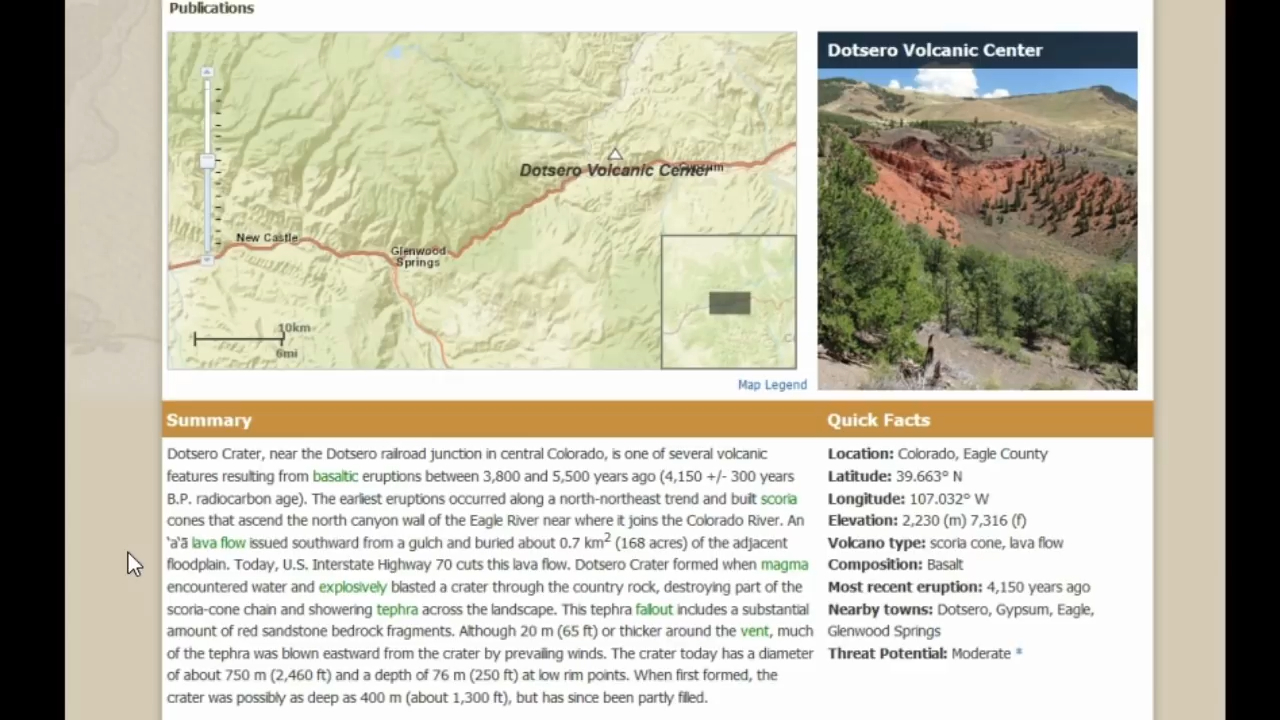 Publications
Dotsero Volcanic Center
Dotsero Volcanic Center
Gypsum
New Castle
Glenwood
Springs
10km
6mi
Map Legend
Summary
Dotsero Crater, near the Dotsero railroad junction in central Colorado, is one of several volcanic
features resulting from basaltic eruptions between 3,800 and 5,500 years ago (4,150 +/- 300 years
B.P. radiocarbon age). The earliest eruptions occurred along a north-northeast trend and built scoria
cones that ascend the north canyon wall of the Eagle River near where it joins the Colorado River. An
'a'ā lava flow issued southward from a gulch and buried about 0.7 km² (168 acres) of the adjacent
floodplain. Today, U.S. Interstate Highway 70 cuts this lava flow. Dotsero Crater formed when magma
encountered water and explosively blasted a crater through the country rock, destroying part of the
scoria-cone chain and showering tephra across the landscape. This tephra fallout includes a substantial
amount of red sandstone bedrock fragments. Although 20 m (65 ft) or thicker around the vent, much
of the tephra was blown eastward from the crater by prevailing winds. The crater today has a diameter
of about 750 m (2,460 ft) and a depth of 76 m (250 ft) at low rim points. When first formed, the
crater was possibly as deep as 400 m (about 1,300 ft), but has since been partly filled.
Quick Facts
Location: Colorado, Eagle County
Latitude: 39.663° N
Longitude: 107.032° W
Elevation: 2,230 (m) 7,316 (f)
Volcano type: scoria cone, lava flow
Composition: Basalt
Most recent eruption: 4,150 years ago
Nearby towns: Dotsero, Gypsum, Eagle,
Glenwood Springs
Threat Potential: Moderate *